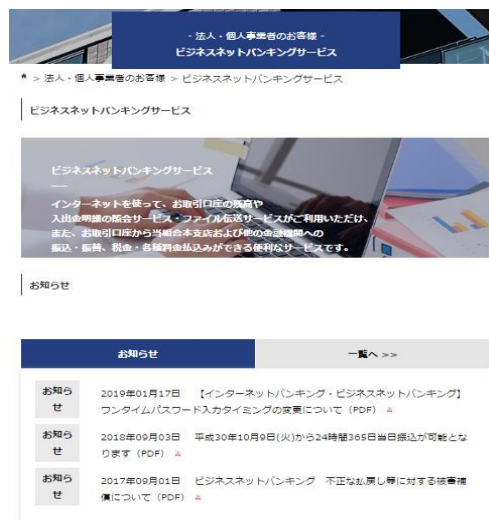 - 法人・個人事業者のお客様 -
ビジネスネットバンキングサービス
> 法人・個人事業者のお客様 > ビジネスネットバンキングサービス
ビジネスネットバンキングサービス
ビジネスネットバンキングサービス
インターネットを使って、お取引口座の残高や
入出金明細の照会サービス・ファイル伝送サービスがご利用いただけ、
また、お取引口座から当組合本支店および他の金融機関への
振込・振替、税金・各種料金払込みができる便利なサービスです。
お知らせ
お知らせ 一覧へ >>
お知ら
せ
2019年01月17日 【インターネットバンキング・ビジネスネットバンキング】
ワンタイムパスワード入力タイミングの変更について（PDF）
お知ら
せ
2018年09月03日 平成30年10月9日(火)から24時間365日当日振込が可能とな
ります（PDF）
お知ら
せ
2017年09月01日 ビジネスネットバンキング 不正な払戻し等に対する被害補
償について（PDF）